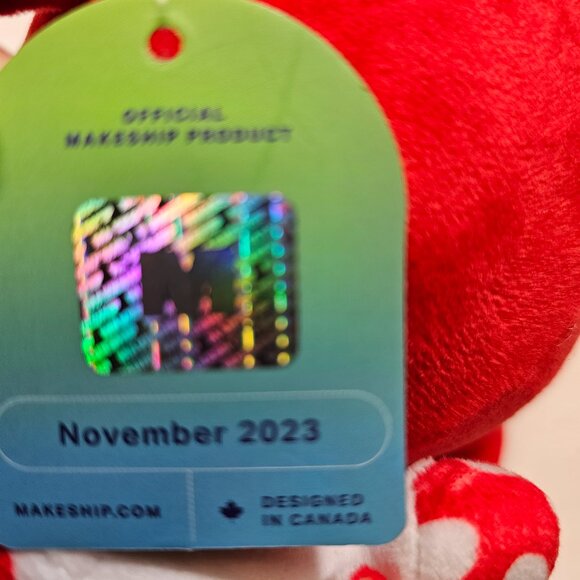 OFFICIAL
MAKESHIP PRODUCT
M
November 2023
MAKESHIP.COM
DESIGNED
IN CANADA